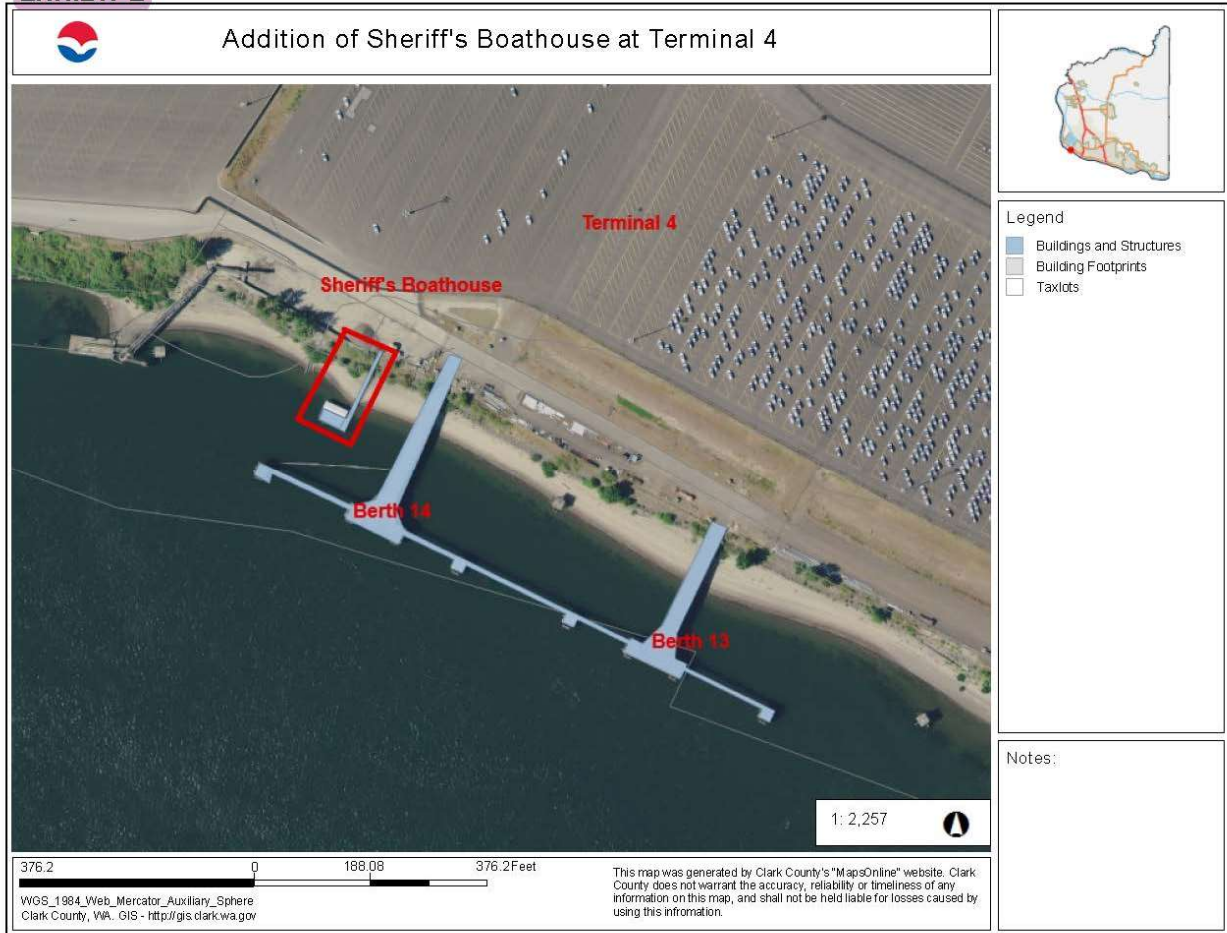 Addition of Sheriff's Boathouse at Terminal 4
Terminal 4
Sheriff's Boathouse
Berth 14
Berth 13
1: 2,257
Legend
Buildings and Structures
Building Footprints
Taxlots
Notes:
376.2 0 188.08 376.2Feet
WGS_1984_Web_Mercator_Auxiliary_Sphere
Clark County, WA. GIS - http://gis.clark.wa.gov
This map was generated by Clark County's "MapsOnline" website. Clark
County does not warrant the accuracy, reliability or timeliness of any
information on this map, and shall not be held liable for losses caused by
using this infromation.